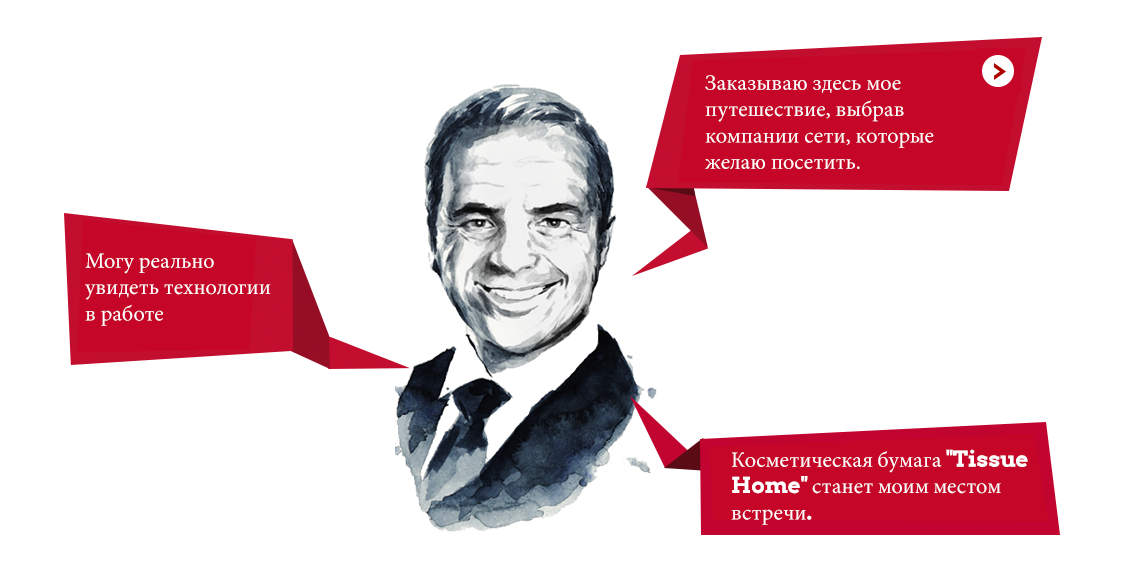 Заказываю здесь мое
путешествие, выбрав
компании сети, которые
желаю посетить.
Могу реально
увидеть технологии
в работе
Косметическая бумага "Tissue
Home" станет моим местом
встречи.